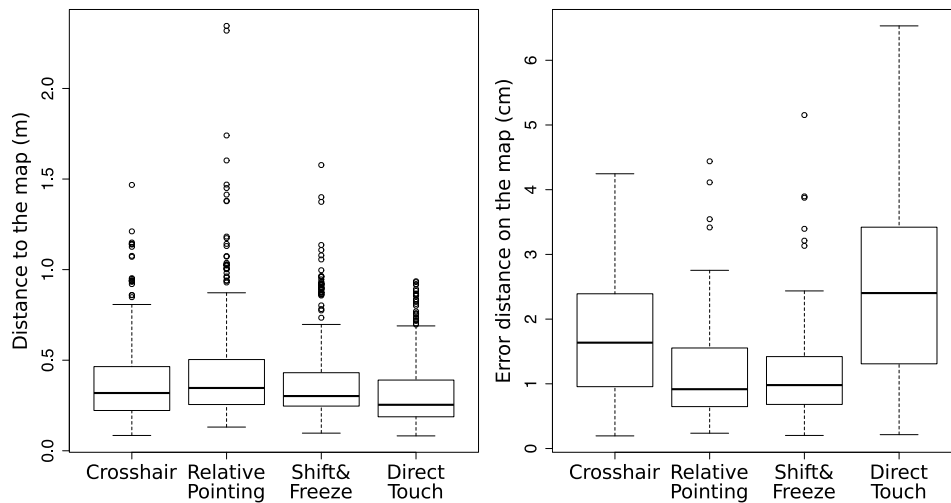 Distance to the map (m)
2.0
1.5
1.0
0.5
0.0
Crosshair
Relative
Pointing
Shift&
Freeze
Direct
Touch
Error distance on the map (cm)
6
5
4
3
2
1
0
Crosshair
Relative
Pointing
Shift&
Freeze
Direct
Touch